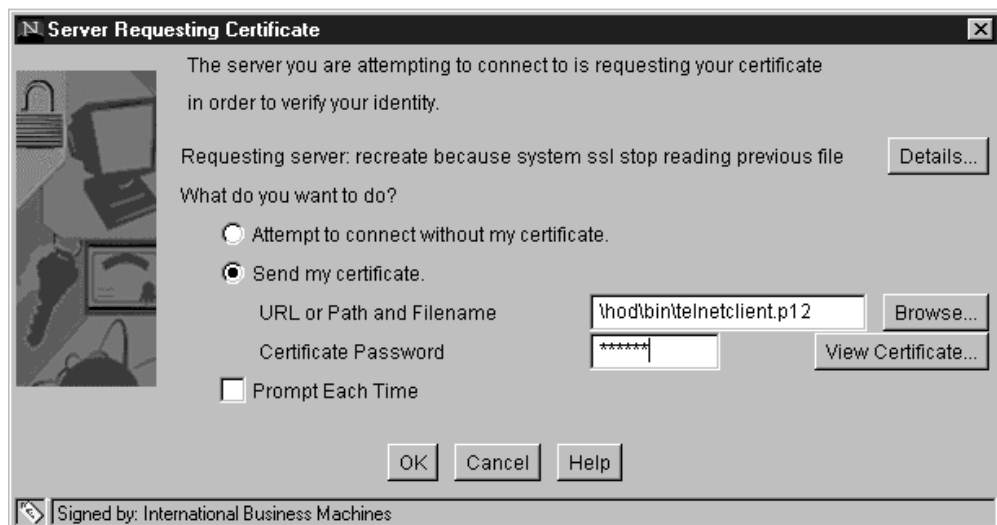 N Server Requesting Certificate
The server you are attempting to connect to is requesting your certificate
in order to verify your identity.
Requesting server: recreate because system ssl stop reading previous file Details...
What do you want to do?
Attempt to connect without my certificate.
Send my certificate.
URL or Path and Filename \hod\bin\telnetclient.p12 Browse...
Certificate Password ****** View Certificate...
Prompt Each Time
OK Cancel Help
Signed by: International Business Machines